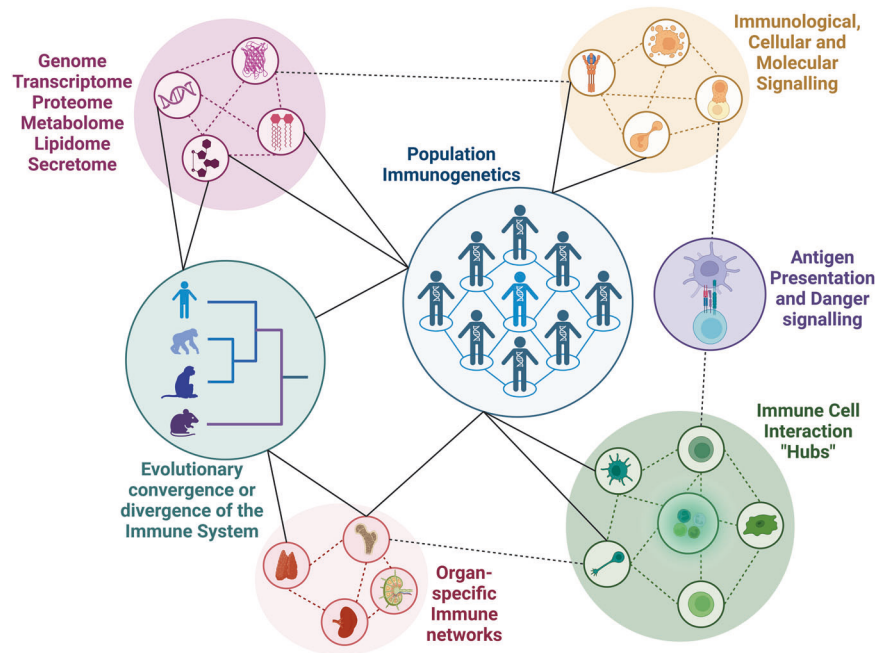 Genome
Transcriptome
Proteome
Metabolome
Lipidome
Secretome
Immunological,
Cellular and
Molecular
Signalling
Population
Immunogenetics
Antigen
Presentation
and Danger
signalling
Evolutionary
convergence or
divergence of the
Immune System
Immune Cell
Interaction
"Hubs"
Organ-
specific
Immune
networks